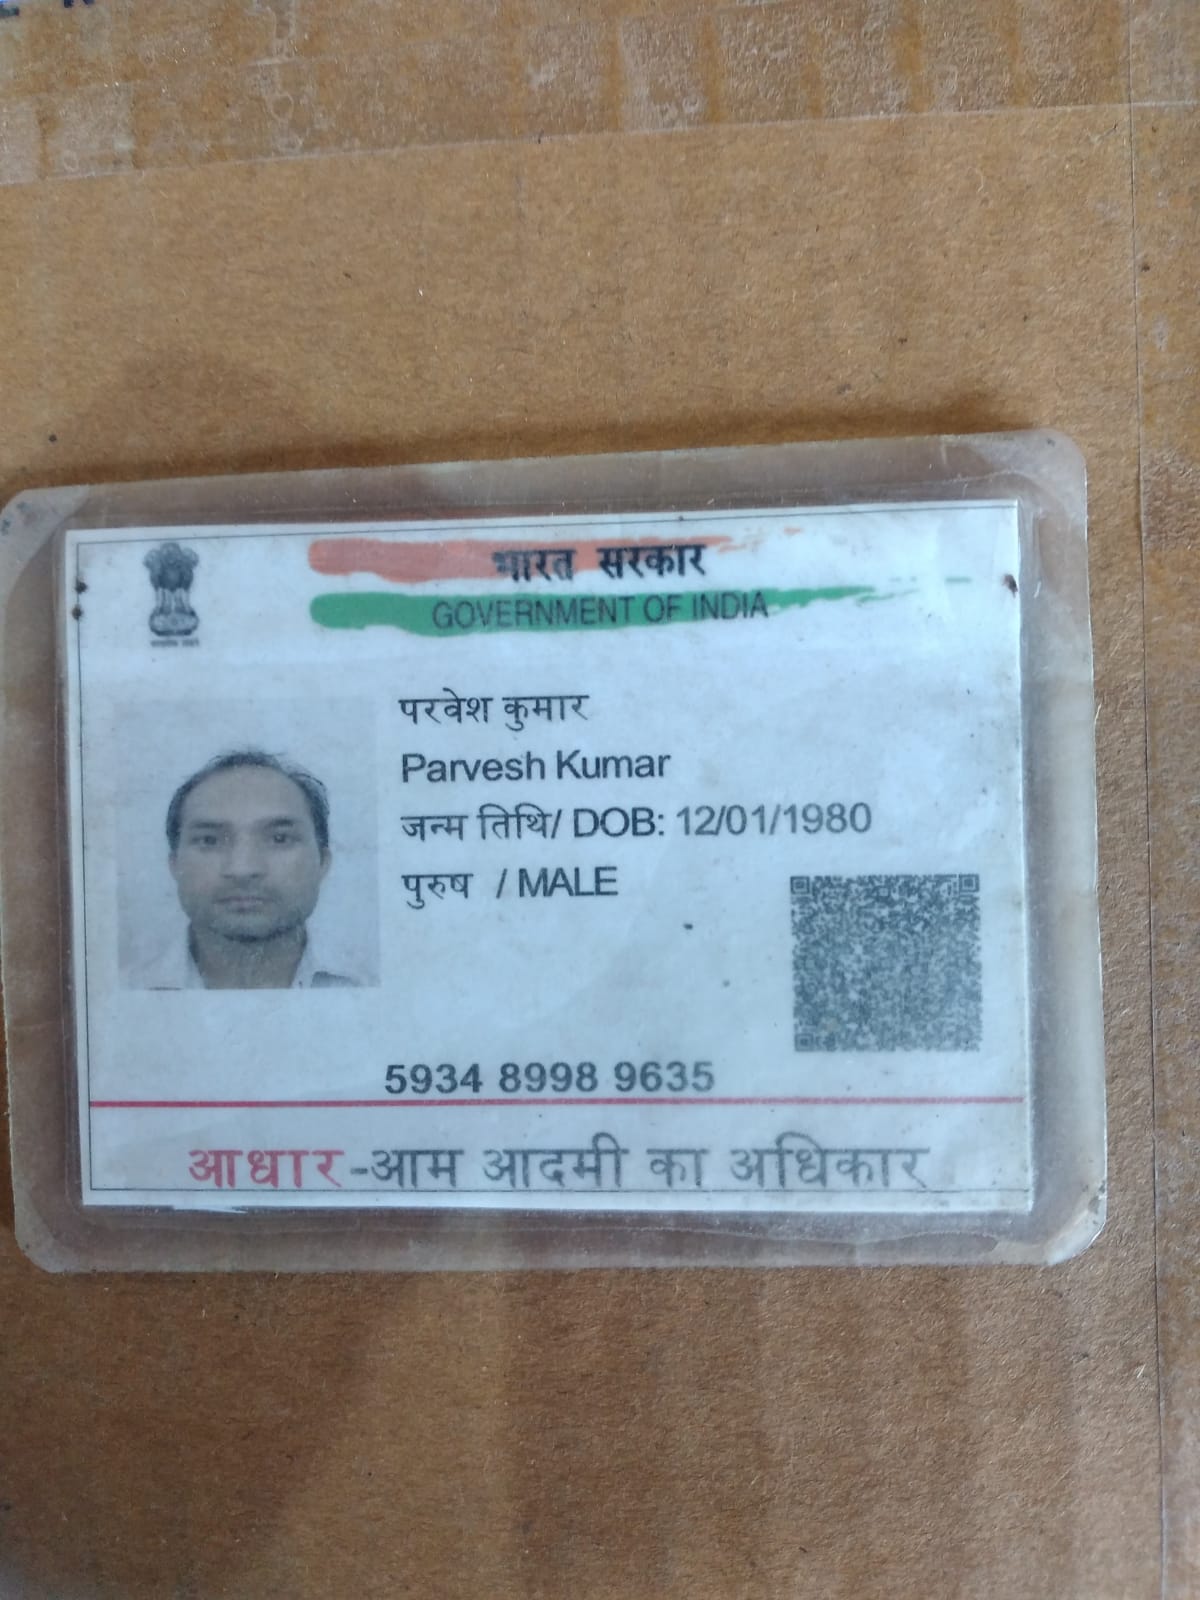 भारत सरकार
GOVERNMENT OF INDIA
परवेश कुमार
Parvesh Kumar
जन्म तिथि/ DOB: 12/01/1980
पुरुष / MALE
5934 8998 9635
आधार-आम आदमी का अधिकार